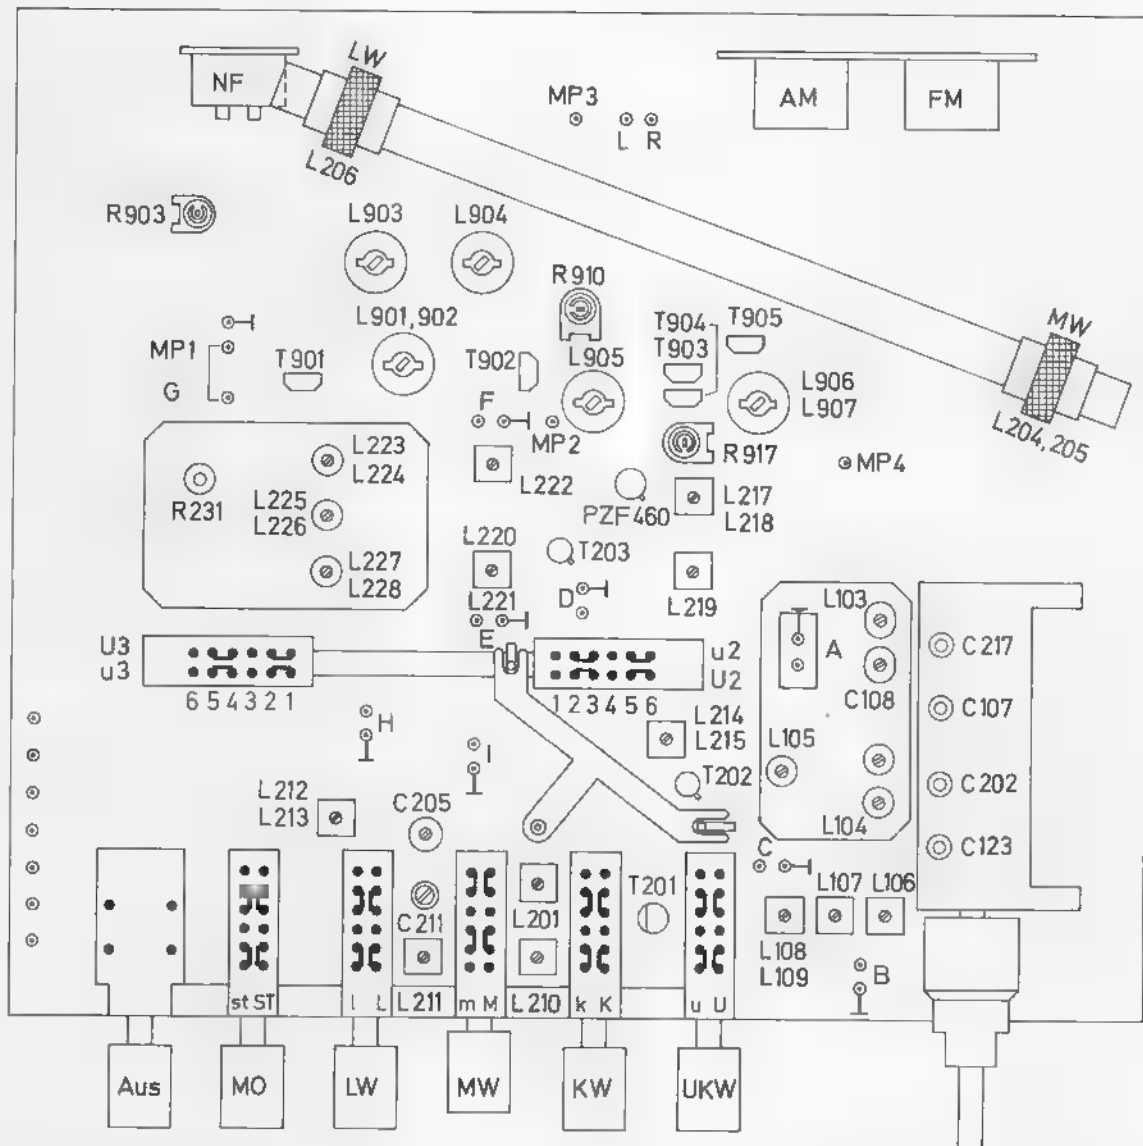 LW
NF
MP3
L R
AM
FM
L206
R903
L903
L904
R910
L901,902
MP1
G
T901
T902
L905
T904
T903
T905
MW
L906
L907
L204,205
F
MP2
R917
MP4
L223
L224
R231
L225
L226
L227
L228
L222
PZF460
L217
L218
L220
T203
L221
D
L219
E
U3
u3
6 5 4 3 2 1
u2
U2
1 2 3 4 5 6
L103
A
C108
C217
C107
L105
L104
C202
C123
H
I
L214
L215
T202
L212
L213
C205
C
C211
L201
T201
L107
L106
L108
L109
B
st ST
l L
L211
m M
L210
k K
u U
Aus
MO
LW
MW
KW
UKW